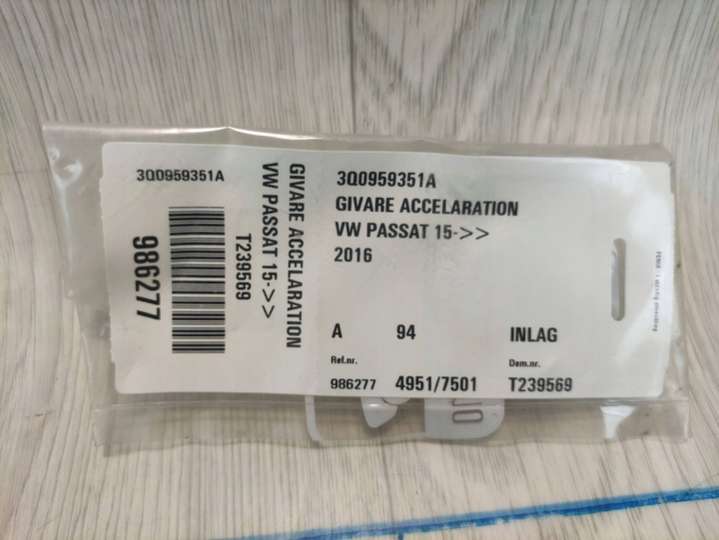 3Q0959351A
GIVARE ACCELARATION
VW PASSAT 15->>
T239569
986277
3Q0959351A
GIVARE ACCELARATION
VW PASSAT 15->>
2016
A 94 INLAG
Ref.nr. Dem.nr.
986277 4951/7501 T239569